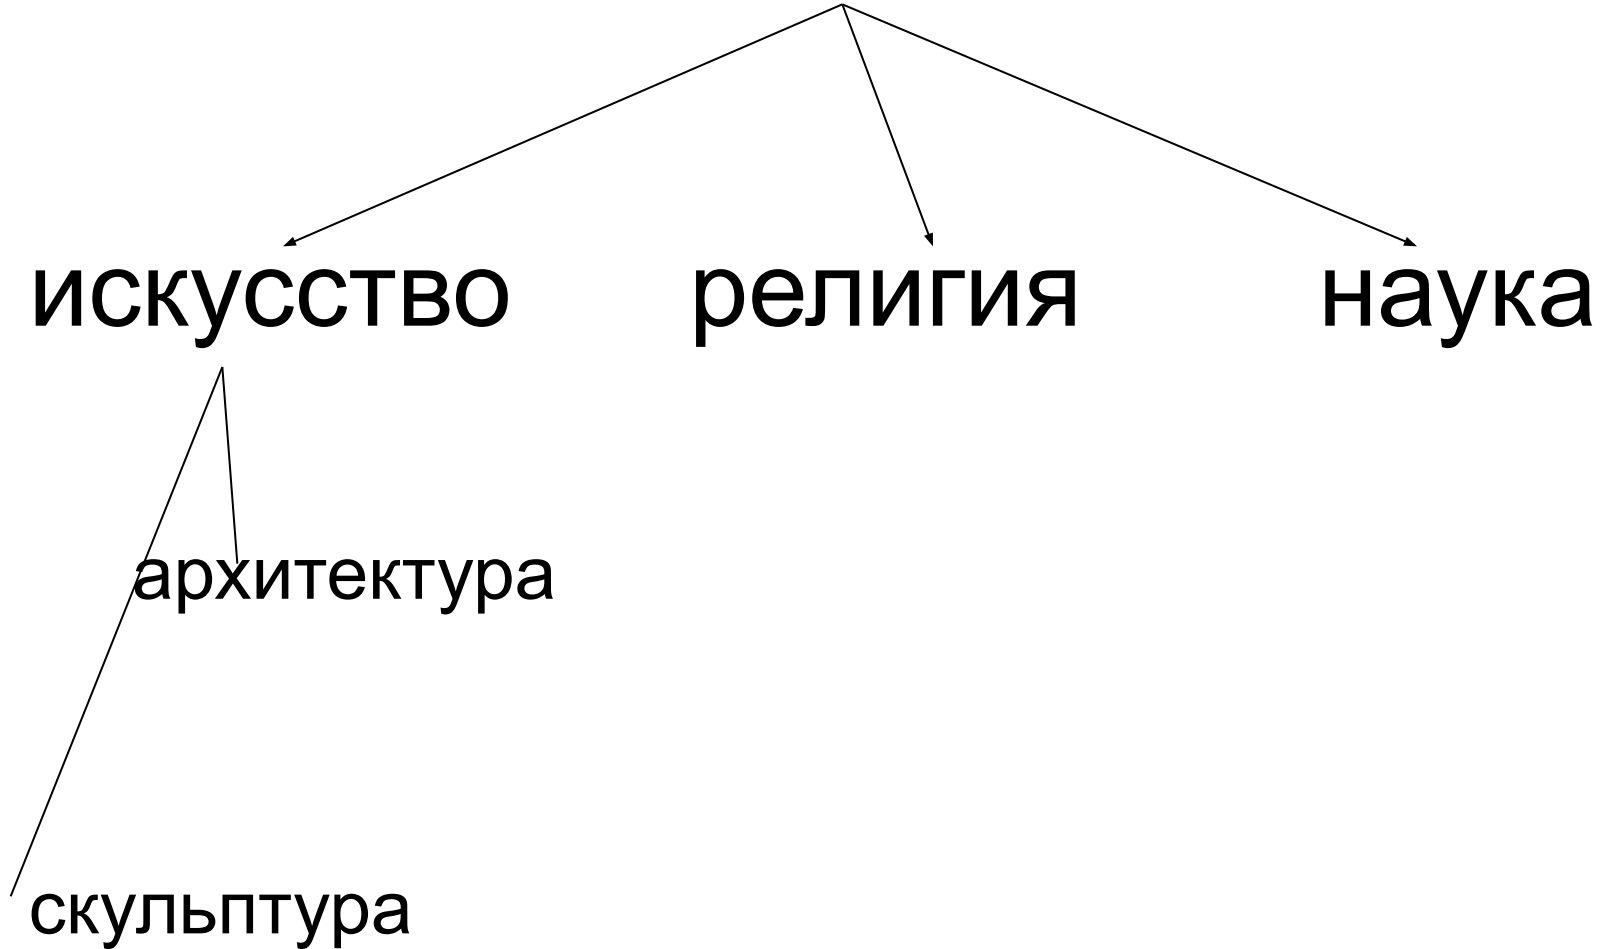 искусство религия наука
архитектура
скульптура